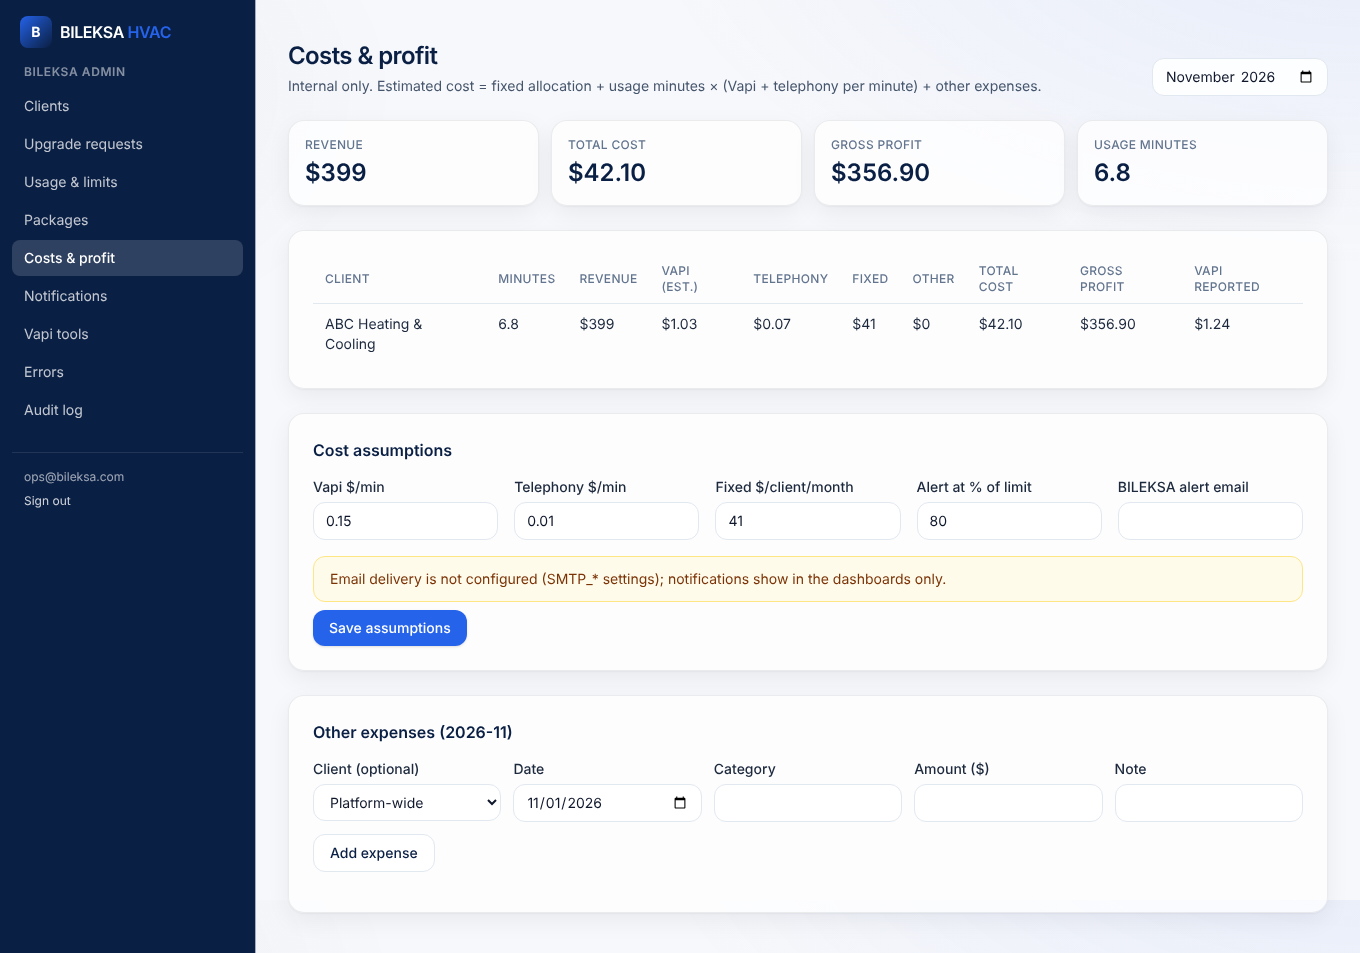 B BILEKSA HVAC
BILEKSA ADMIN
Clients
Upgrade requests
Usage & limits
Packages
Costs & profit
Notifications
Vapi tools
Errors
Audit log
ops@bileksa.com
Sign out
Costs & profit
Internal only. Estimated cost = fixed allocation + usage minutes × (Vapi + telephony per minute) + other expenses.
November 2026
REVENUE
$399
TOTAL COST
$42.10
GROSS PROFIT
$356.90
USAGE MINUTES
6.8
CLIENT MINUTES REVENUE VAPI (EST.) TELEPHONY FIXED OTHER TOTAL COST GROSS PROFIT VAPI REPORTED
ABC Heating & Cooling 6.8 $399 $1.03 $0.07 $41 $0 $42.10 $356.90 $1.24
Cost assumptions
Vapi $/min Telephony $/min Fixed $/client/month Alert at % of limit BILEKSA alert email
0.15 0.01 41 80
Email delivery is not configured (SMTP_* settings); notifications show in the dashboards only.
Save assumptions
Other expenses (2026-11)
Client (optional) Date Category Amount ($) Note
Platform-wide 11/01/2026
Add expense